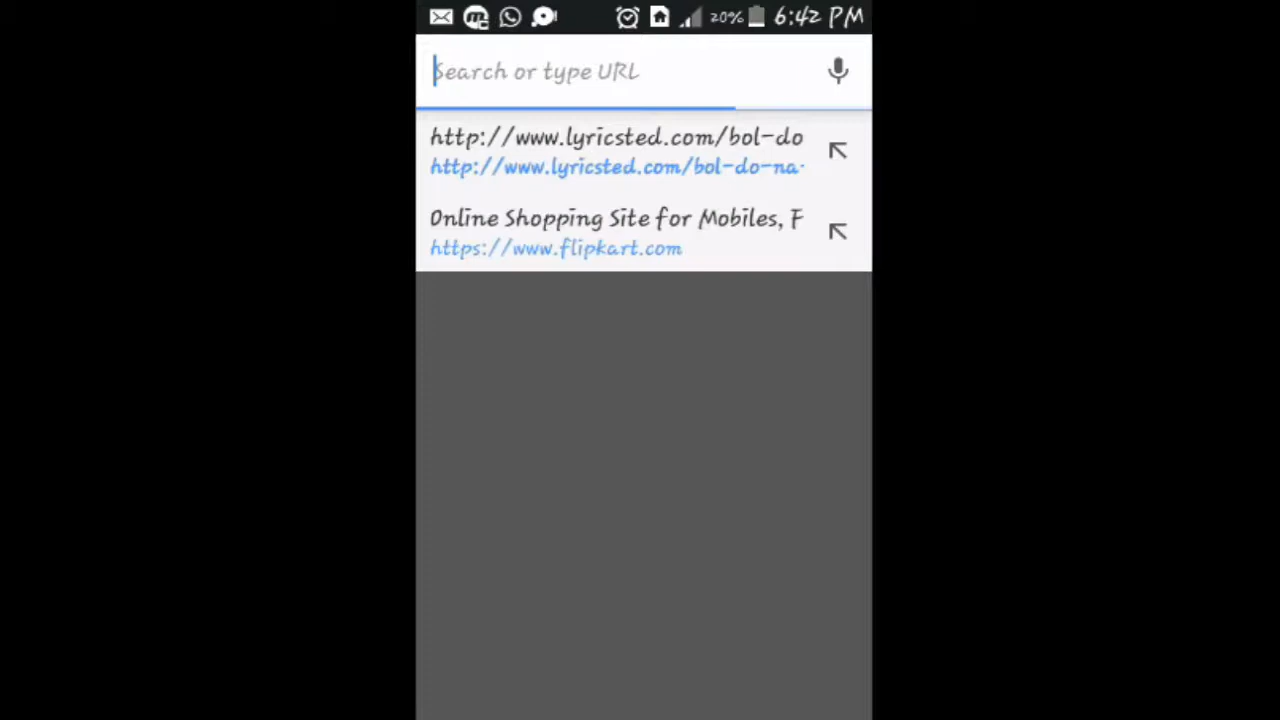 20% 6:42 PM
Search or type URL
http://www.lyricsted.com/bol-do
http://www.lyricsted.com/bol-do-na-
Online Shopping Site for Mobiles, F
https://www.flipkart.com